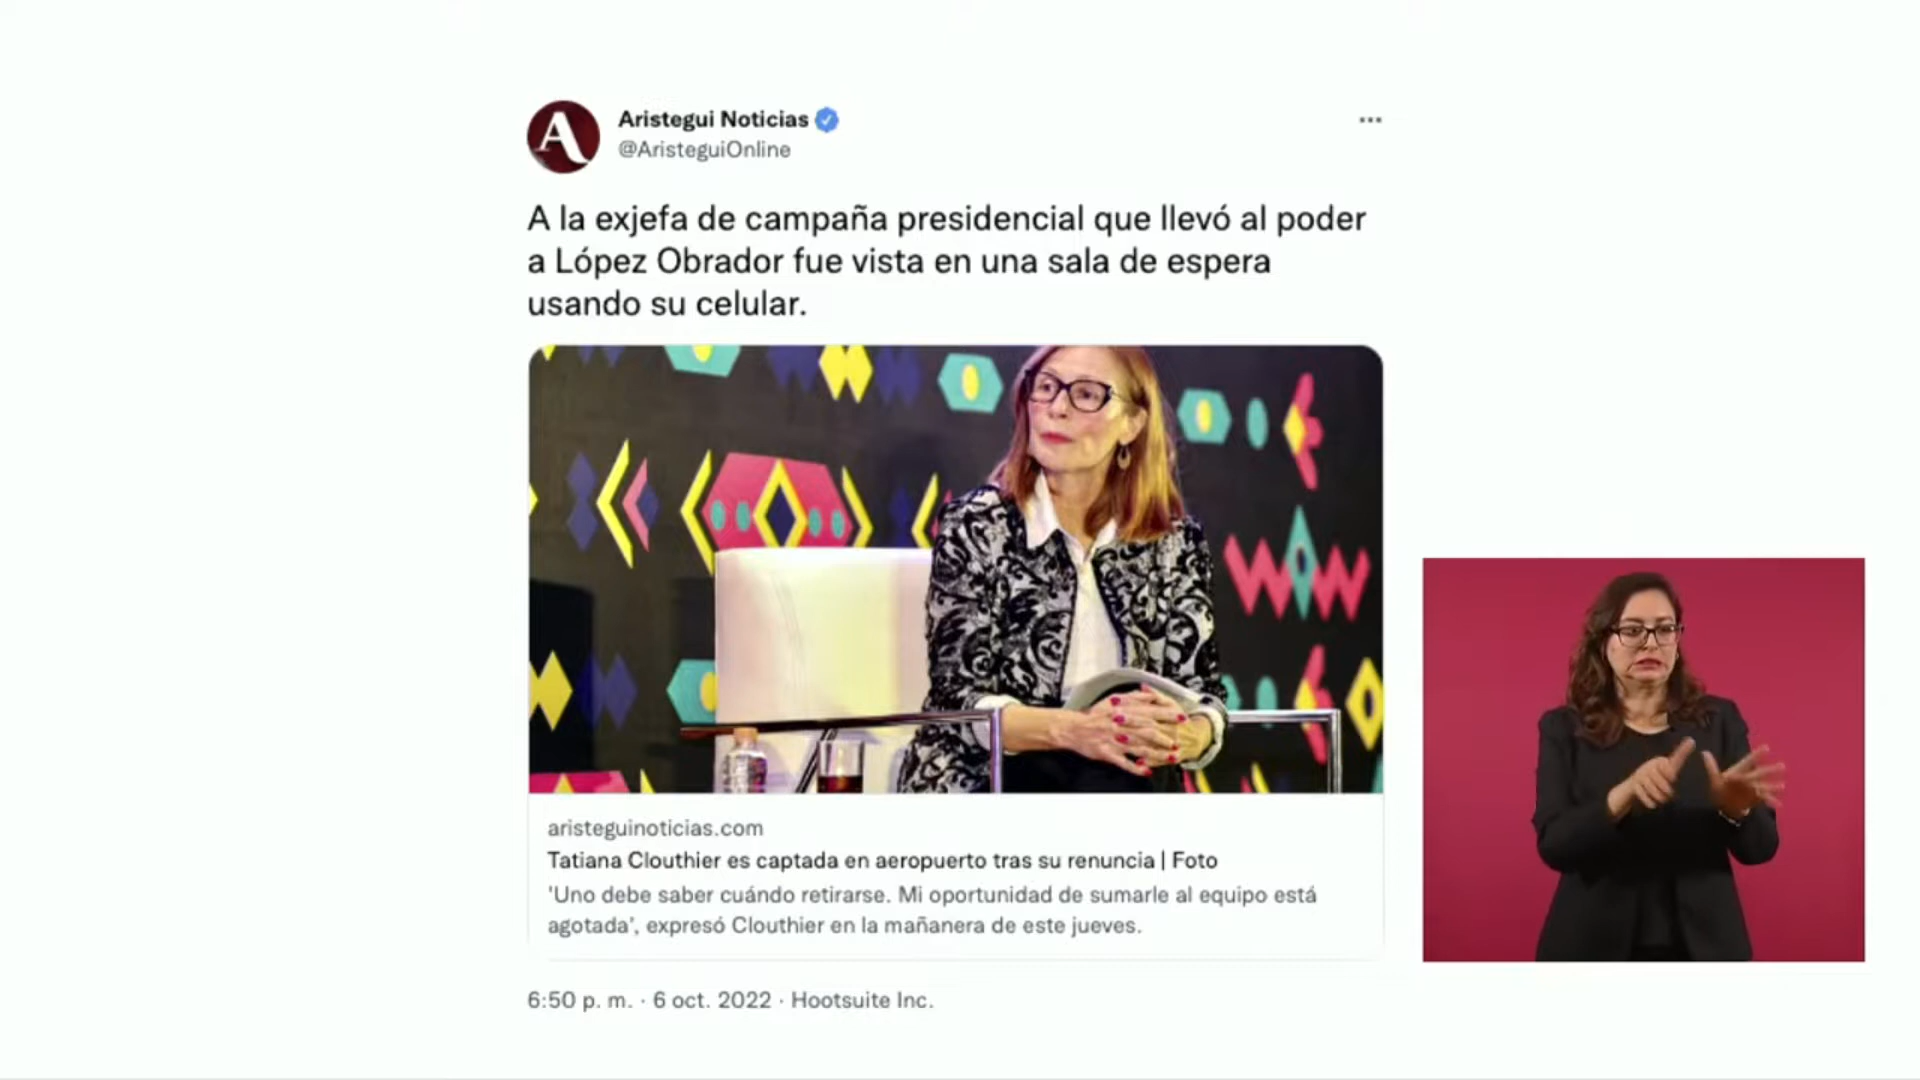 Aristegui Noticias
@AristeguiOnline
A la exjefa de campaña presidencial que llevó al poder
a López Obrador fue vista en una sala de espera
usando su celular.
aristeguinoticias.com
Tatiana Clouthier es captada en aeropuerto tras su renuncia | Foto
'Uno debe saber cuándo retirarse. Mi oportunidad de sumarle al equipo está
agotada', expresó Clouthier en la mañanera de este jueves.
6:50 p. m. · 6 oct. 2022 · Hootsuite Inc.